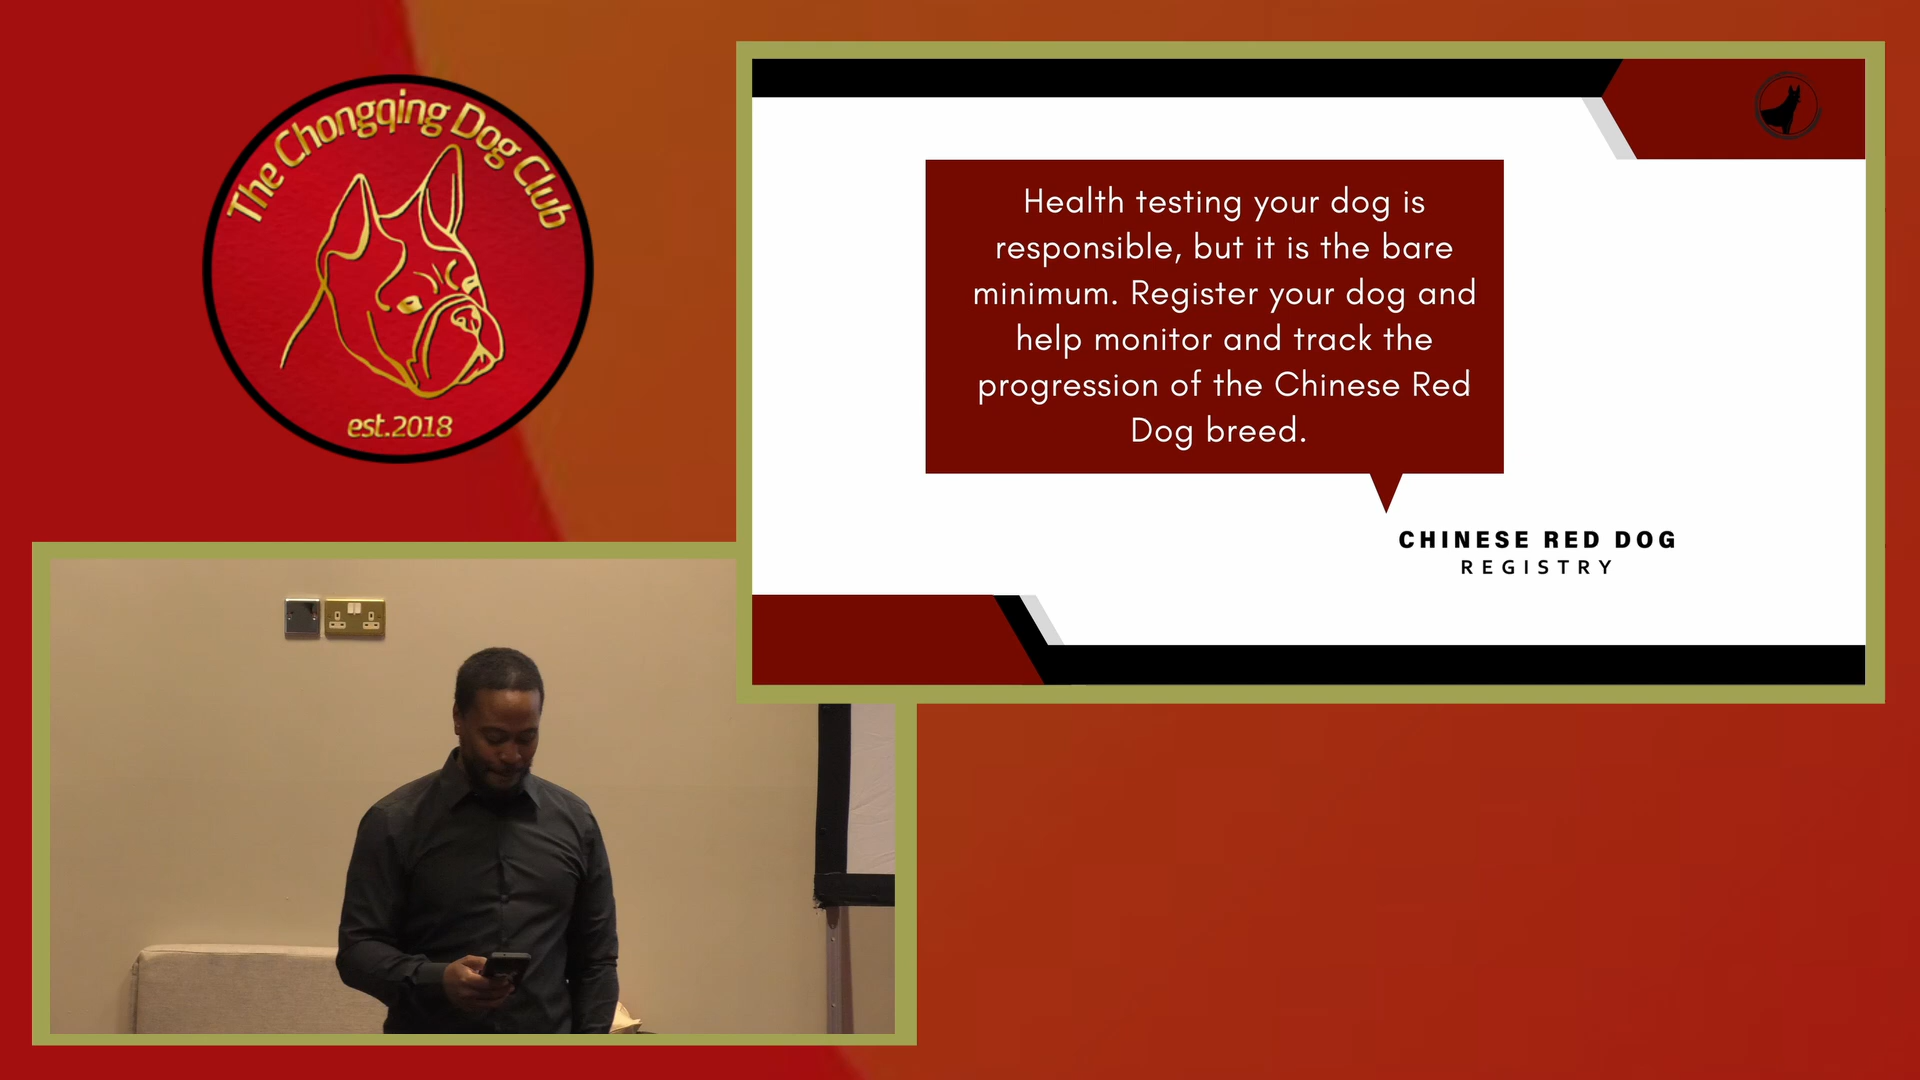 The Chongqing Dog Club
est.2018
Health testing your dog is
responsible, but it is the bare
minimum. Register your dog and
help monitor and track the
progression of the Chinese Red
Dog breed.
CHINESE RED DOG
REGISTRY